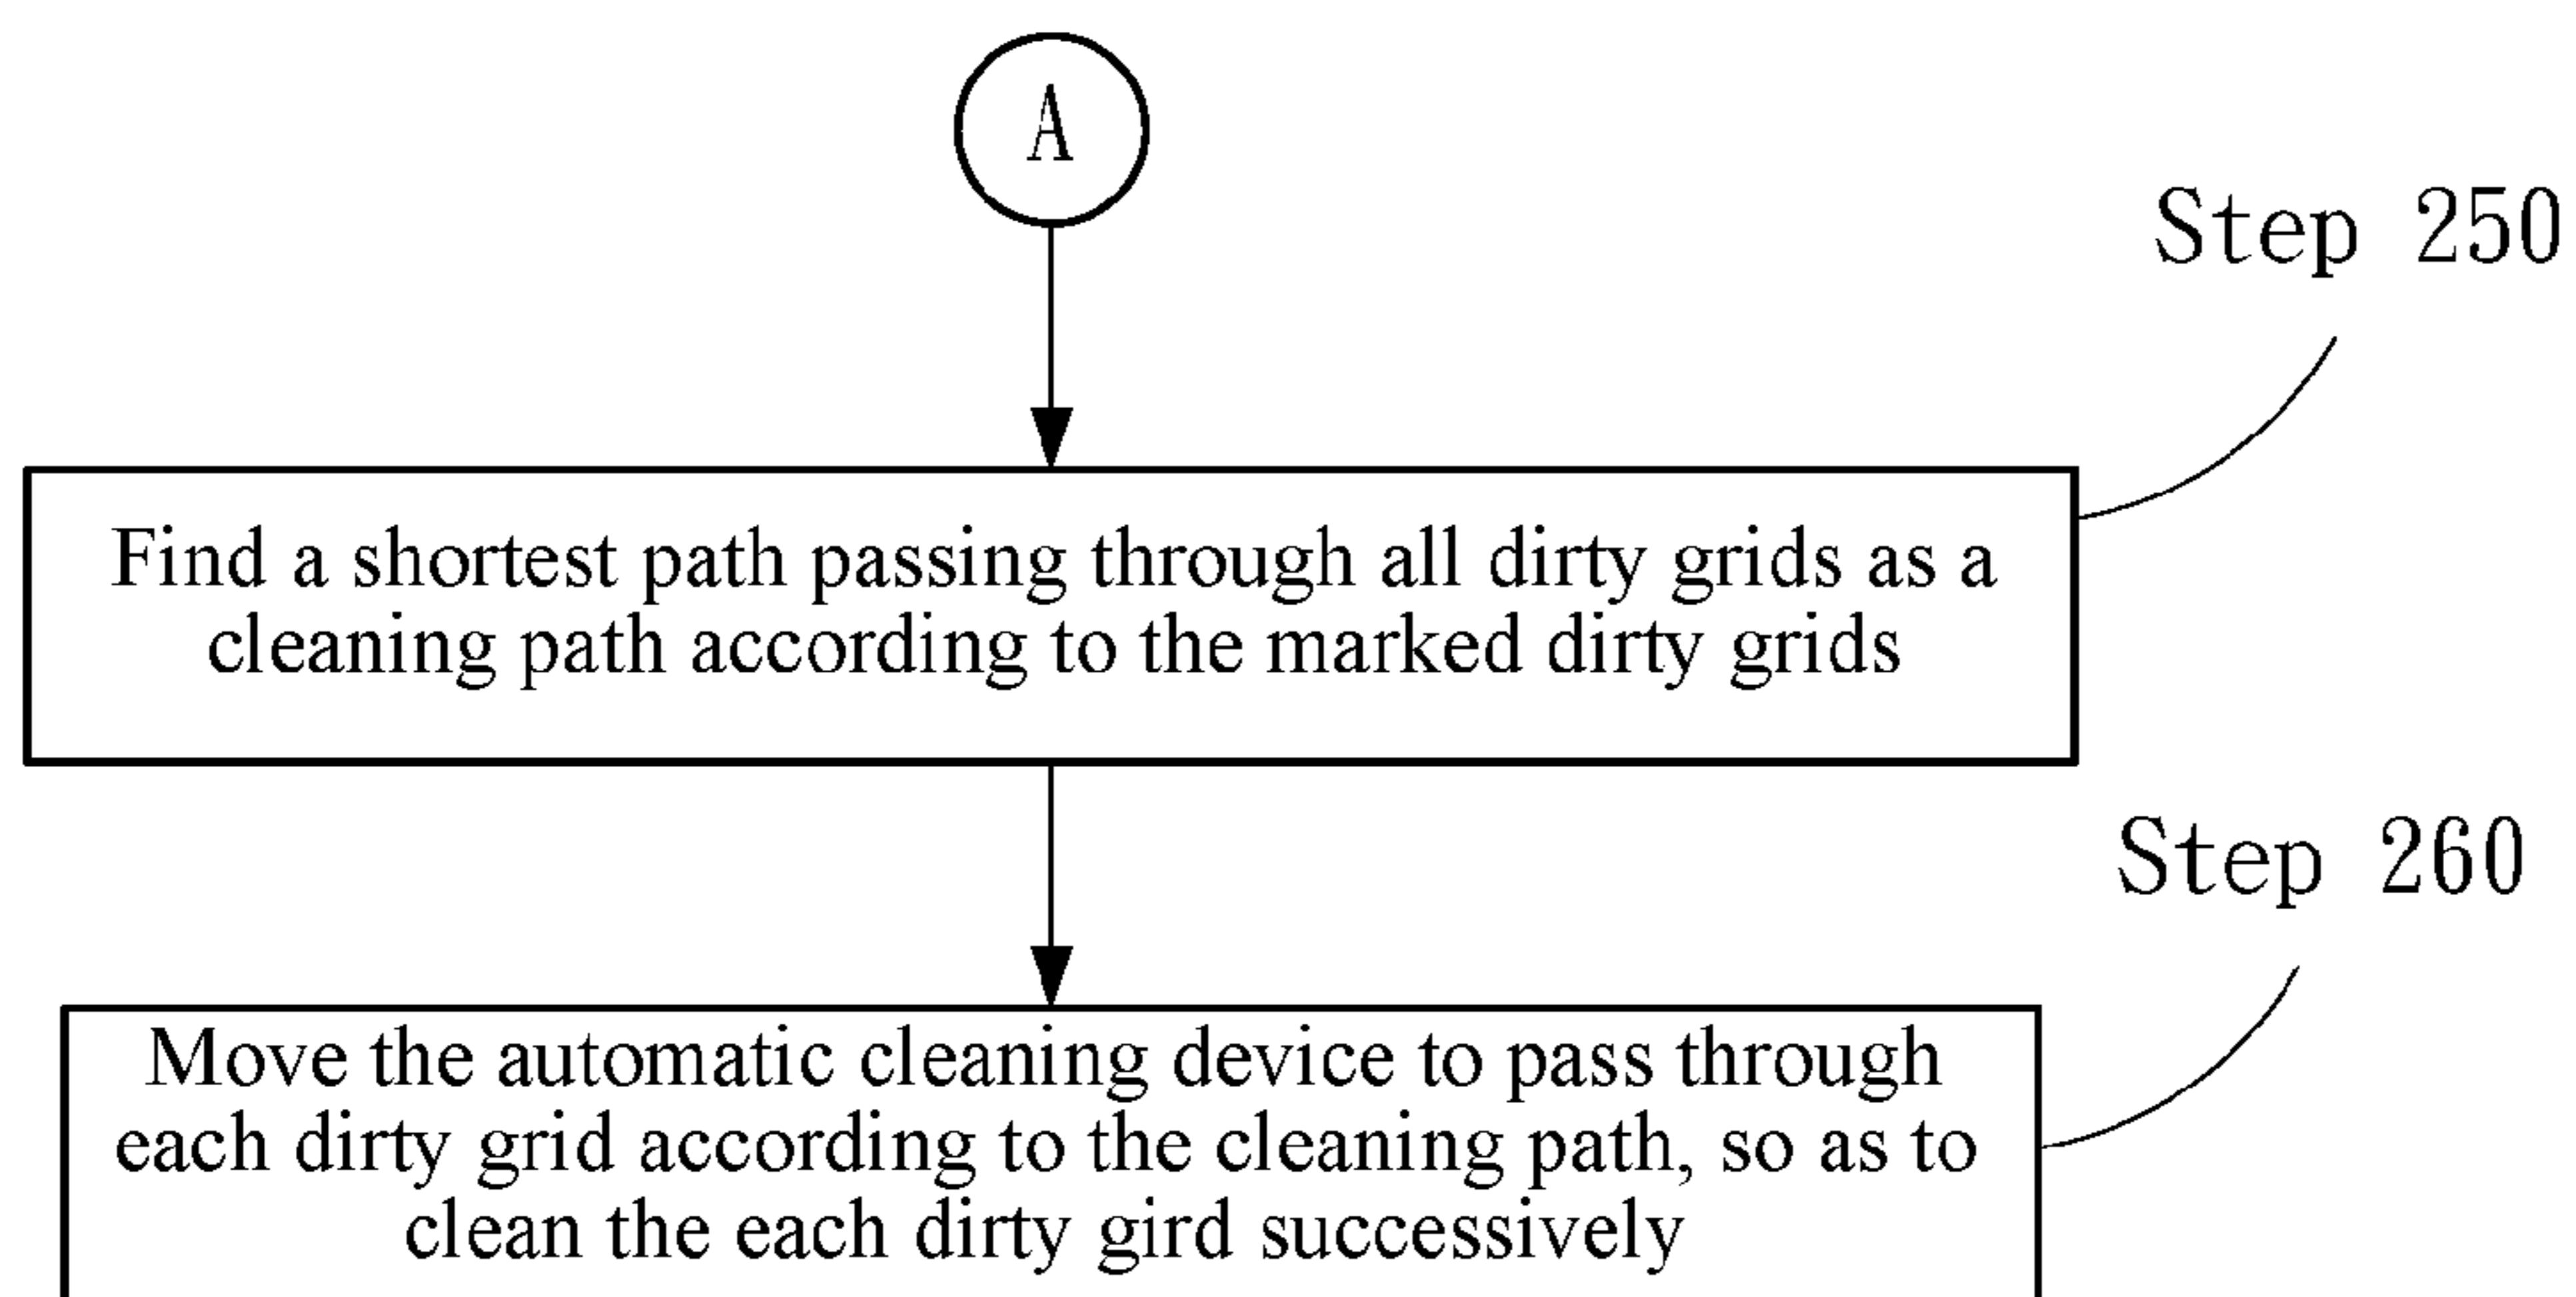 A
Step 250
Find a shortest path passing through all dirty grids as a
cleaning path according to the marked dirty grids
Step 260
Move the automatic cleaning device to pass through
each dirty grid according to the cleaning path, so as to
clean the each dirty gird successively